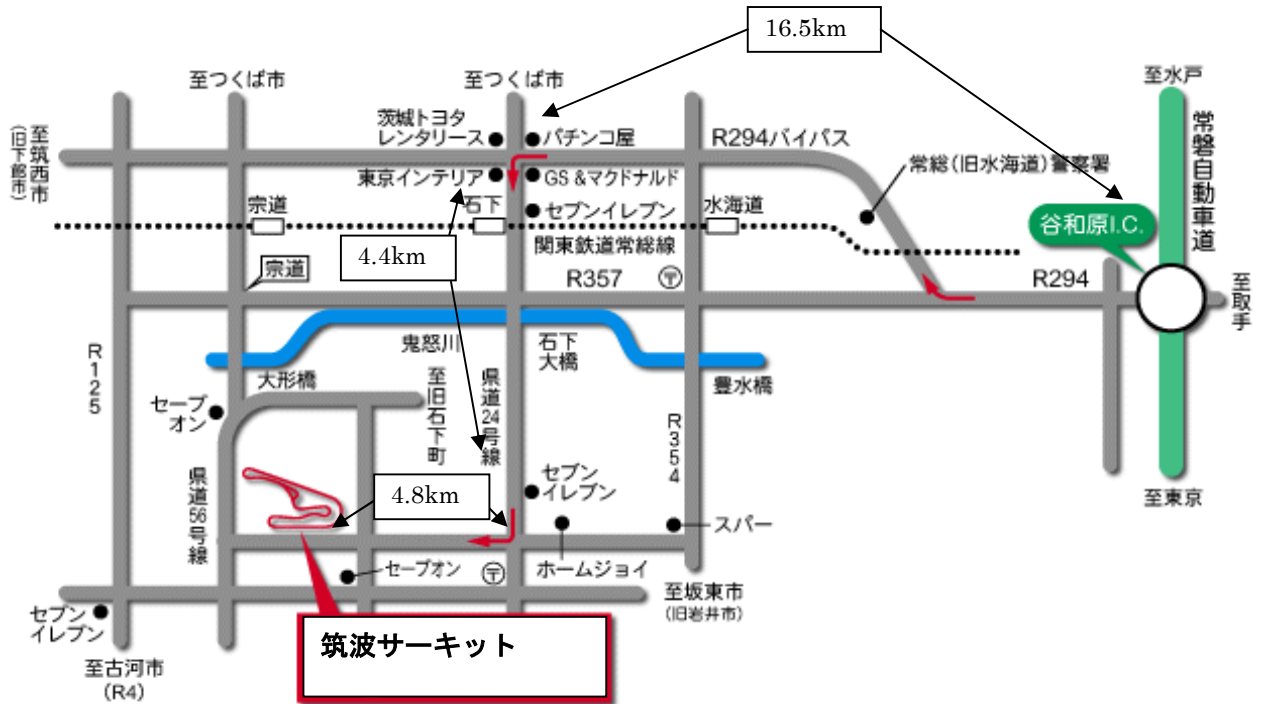 16.5km
至つくば市
至つくば市
至水戸
茨城トヨタ
レンタリース
パチンコ屋
R294バイパス
常磐自動車道
至筑西市
(旧下館市)
常総(旧水海道)警察署
東京インテリア
GS &マクドナルド
宗道
石下
セブンイレブン
水海道
谷和原I.C.
4.4km
関東鉄道常総線
宗道
R357
〒
R294
至取手
鬼怒川
石下
大橋
R125
大形橋
至旧石下町
県道24号線
豊水橋
セーブ
オン
R354
県道56号線
4.8km
セブン
イレブン
至東京
スパー
セーブオン
〒
ホームジョイ
至坂東市
(旧岩井市)
セブン
イレブン
筑波サーキット
至古河市
(R4)